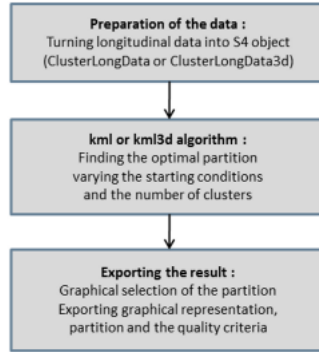 Preparation of the data :
Turning longitudinal data into S4 object
(ClusterLongData or ClusterLongData3d)
kml or kml3d algorithm :
Finding the optimal partition
varying the starting conditions
and the number of clusters
Exporting the result :
Graphical selection of the partition
Exporting graphical representation,
partition and the quality criteria